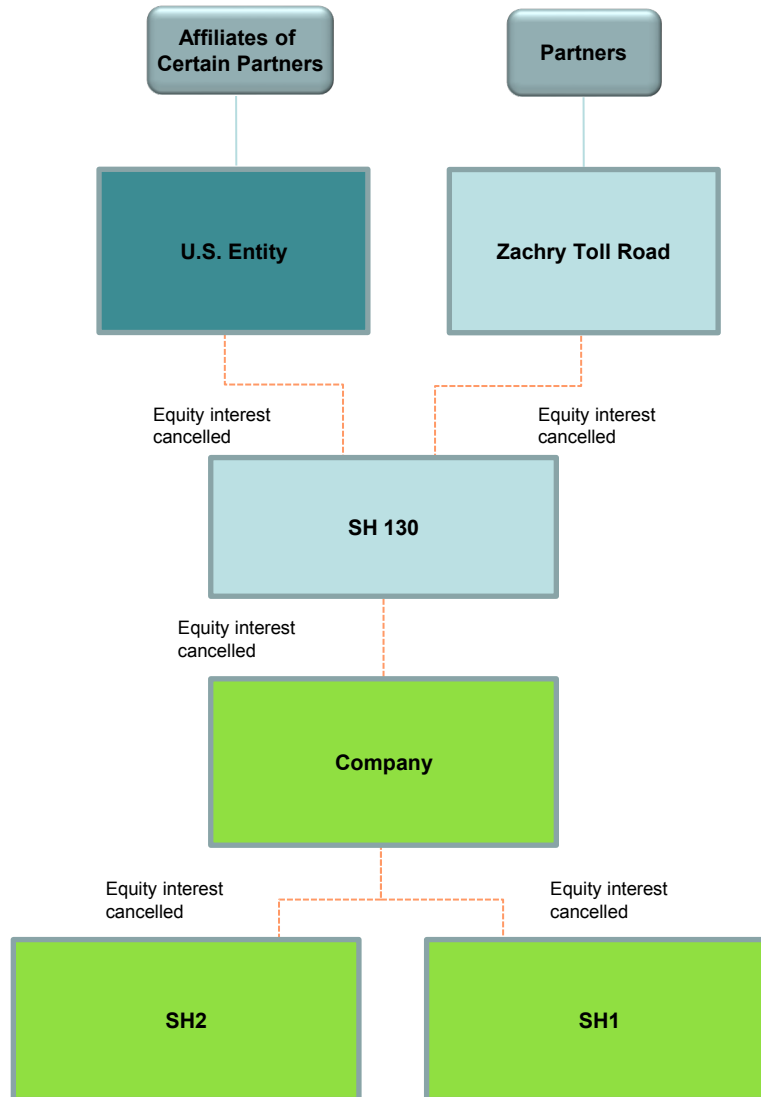 Affiliates of
Certain Partners
Partners
U.S. Entity
Zachry Toll Road
Equity interest
cancelled
Equity interest
cancelled
SH 130
Equity interest
cancelled
Company
Equity interest
cancelled
Equity interest
cancelled
SH2
SH1